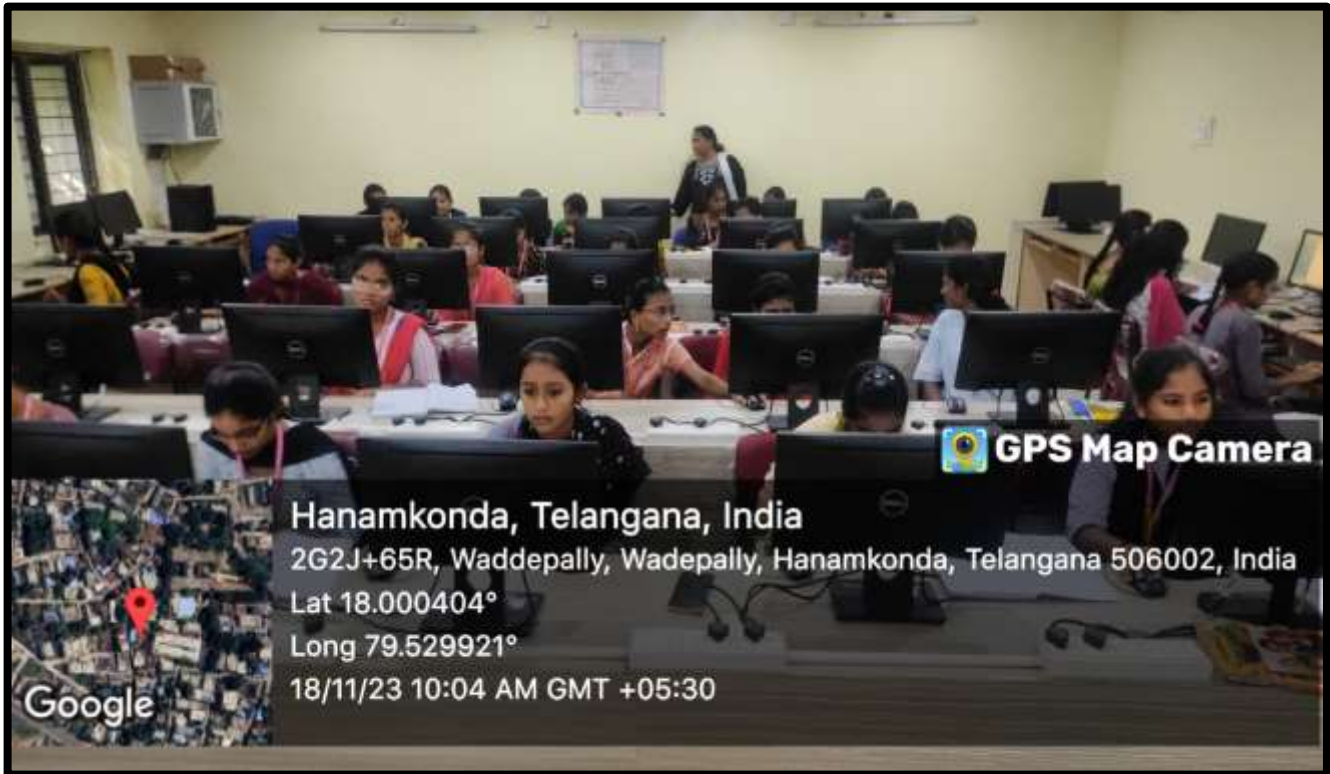 GPS Map Camera
Hanamkonda, Telangana, India
2G2J+65R, Waddepally, Wadepally, Hanamkonda, Telangana 506002, India
Lat 18.000404°
Long 79.529921°
18/11/23 10:04 AM GMT +05:30
Google